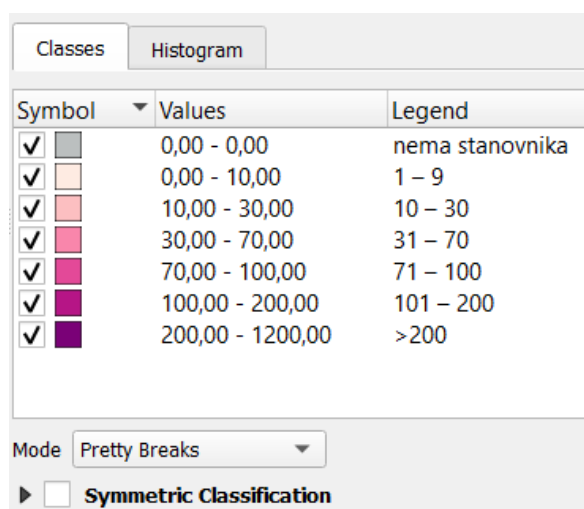 Classes Histogram
Symbol Values Legend
0,00 - 0,00 nema stanovnika
0,00 - 10,00 1 – 9
10,00 - 30,00 10 – 30
30,00 - 70,00 31 – 70
70,00 - 100,00 71 – 100
100,00 - 200,00 101 – 200
200,00 - 1200,00 >200
Mode Pretty Breaks
Symmetric Classification